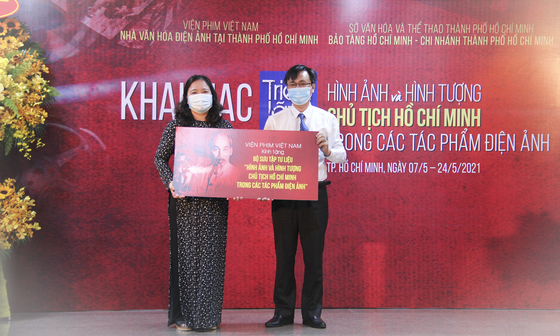 VIỆN PHIM VIỆT NAM
NHÀ VĂN HÓA ĐIỆN ẢNH TẠI THÀNH PHỐ HỒ CHÍ MINH
SỞ VĂN HÓA VÀ THỂ THAO THÀNH PHỐ HỒ CHÍ MINH
BẢO TÀNG HỒ CHÍ MINH - CHI NHÁNH THÀNH PHỐ HỒ CHÍ MINH
HÌNH ẢNH và HÌNH TƯỢNG
CHỦ TỊCH HỒ CHÍ MINH
TRONG CÁC TÁC PHẨM ĐIỆN ẢNH
TP. HỒ CHÍ MINH, NGÀY 07/5 - 24/5/2021
VIỆN PHIM VIỆT NAM
Kính tặng
BỘ SƯU TẬP TƯ LIỆU
"HÌNH ẢNH VÀ HÌNH TƯỢNG
CHỦ TỊCH HỒ CHÍ MINH
TRONG CÁC TÁC PHẨM ĐIỆN ẢNH"